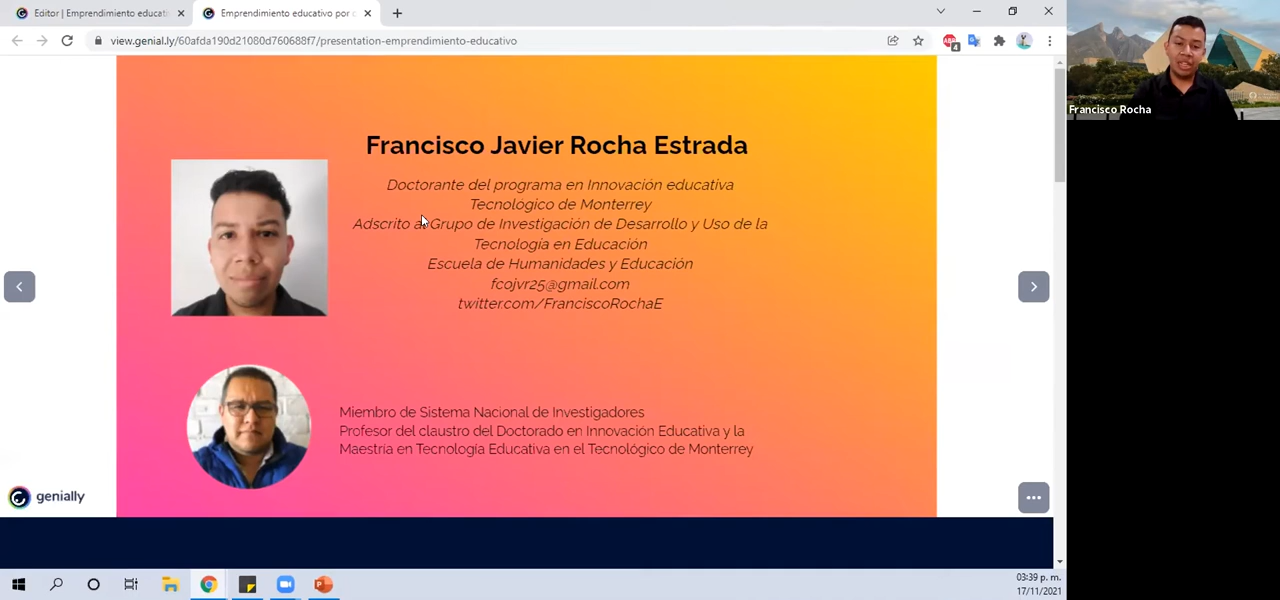 Editor | Emprendimiento educati
Emprendimiento educativo por c
view.genial.ly/60afda190d21080d760688f7/presentation-emprendimiento-educativo
4
Francisco Rocha
Francisco Javier Rocha Estrada
Doctorante del programa en Innovación educativa
Tecnológico de Monterrey
Adscrito al Grupo de Investigación de Desarrollo y Uso de la
Tecnología en Educación
Escuela de Humanidades y Educación
fcojvr25@gmail.com
twitter.com/FranciscoRochaE
Miembro de Sistema Nacional de Investigadores
Profesor del claustro del Doctorado en Innovación Educativa y la
Maestría en Tecnología Educativa en el Tecnológico de Monterrey
genially
03:39 p. m.
17/11/2021